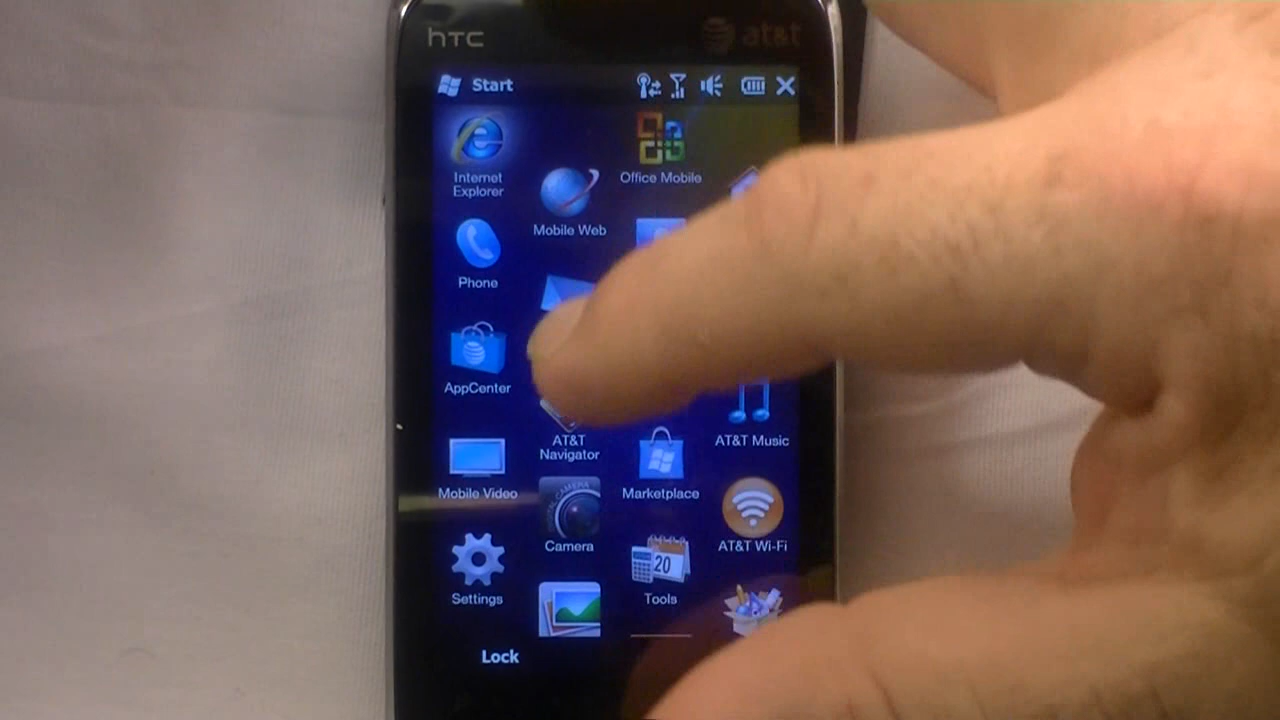 hTC
at&t
Start
Internet
Explorer
Office Mobile
Mobile Web
Phone
AppCenter
AT&T
Navigator
AT&T Music
Mobile Video
Marketplace
Camera
AT&T Wi-Fi
20
Settings
Tools
Lock